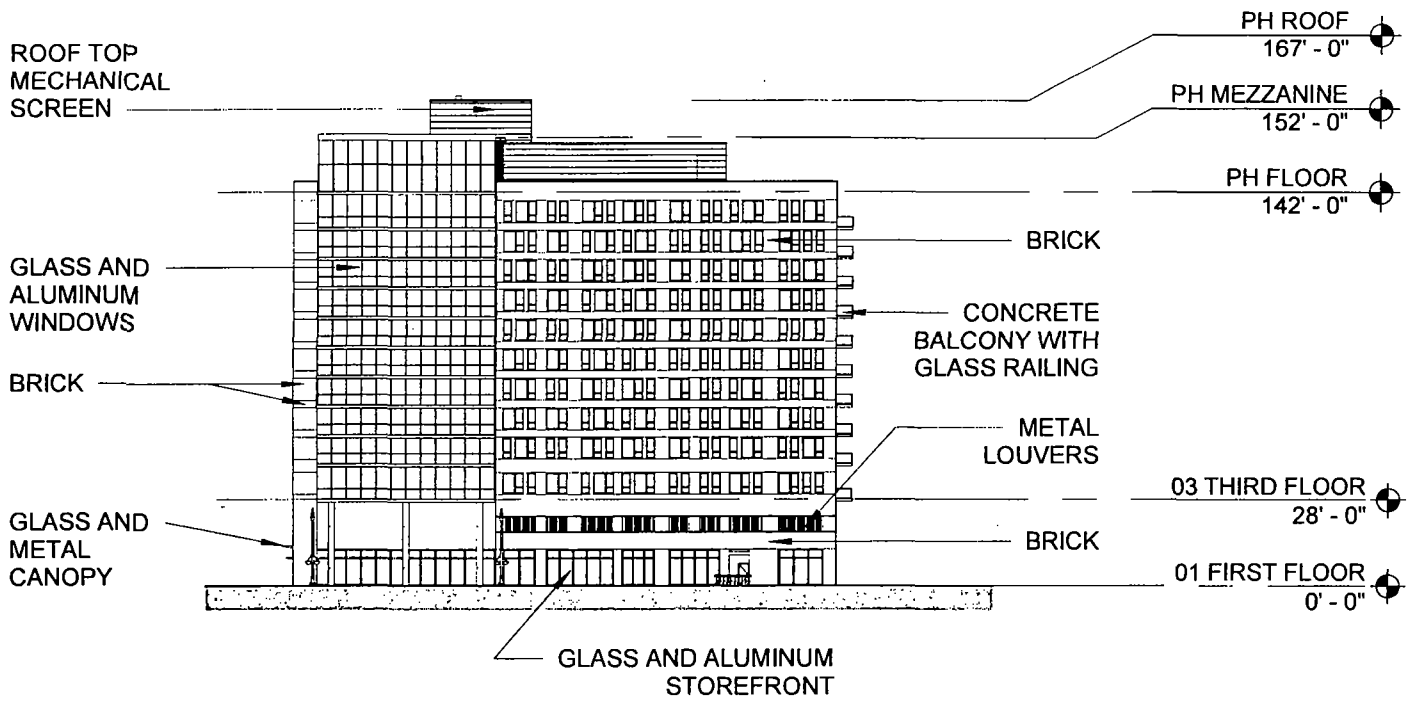 PH ROOF
167' - 0"
ROOF TOP
MECHANICAL
SCREEN
PH MEZZANINE
152' - 0"
PH FLOOR
142' - 0"
BRICK
GLASS AND
ALUMINUM
WINDOWS
CONCRETE
BALCONY WITH
GLASS RAILING
BRICK
METAL
LOUVERS
03 THIRD FLOOR
28' - 0"
GLASS AND
METAL
CANOPY
BRICK
01 FIRST FLOOR
0' - 0"
GLASS AND ALUMINUM
STOREFRONT